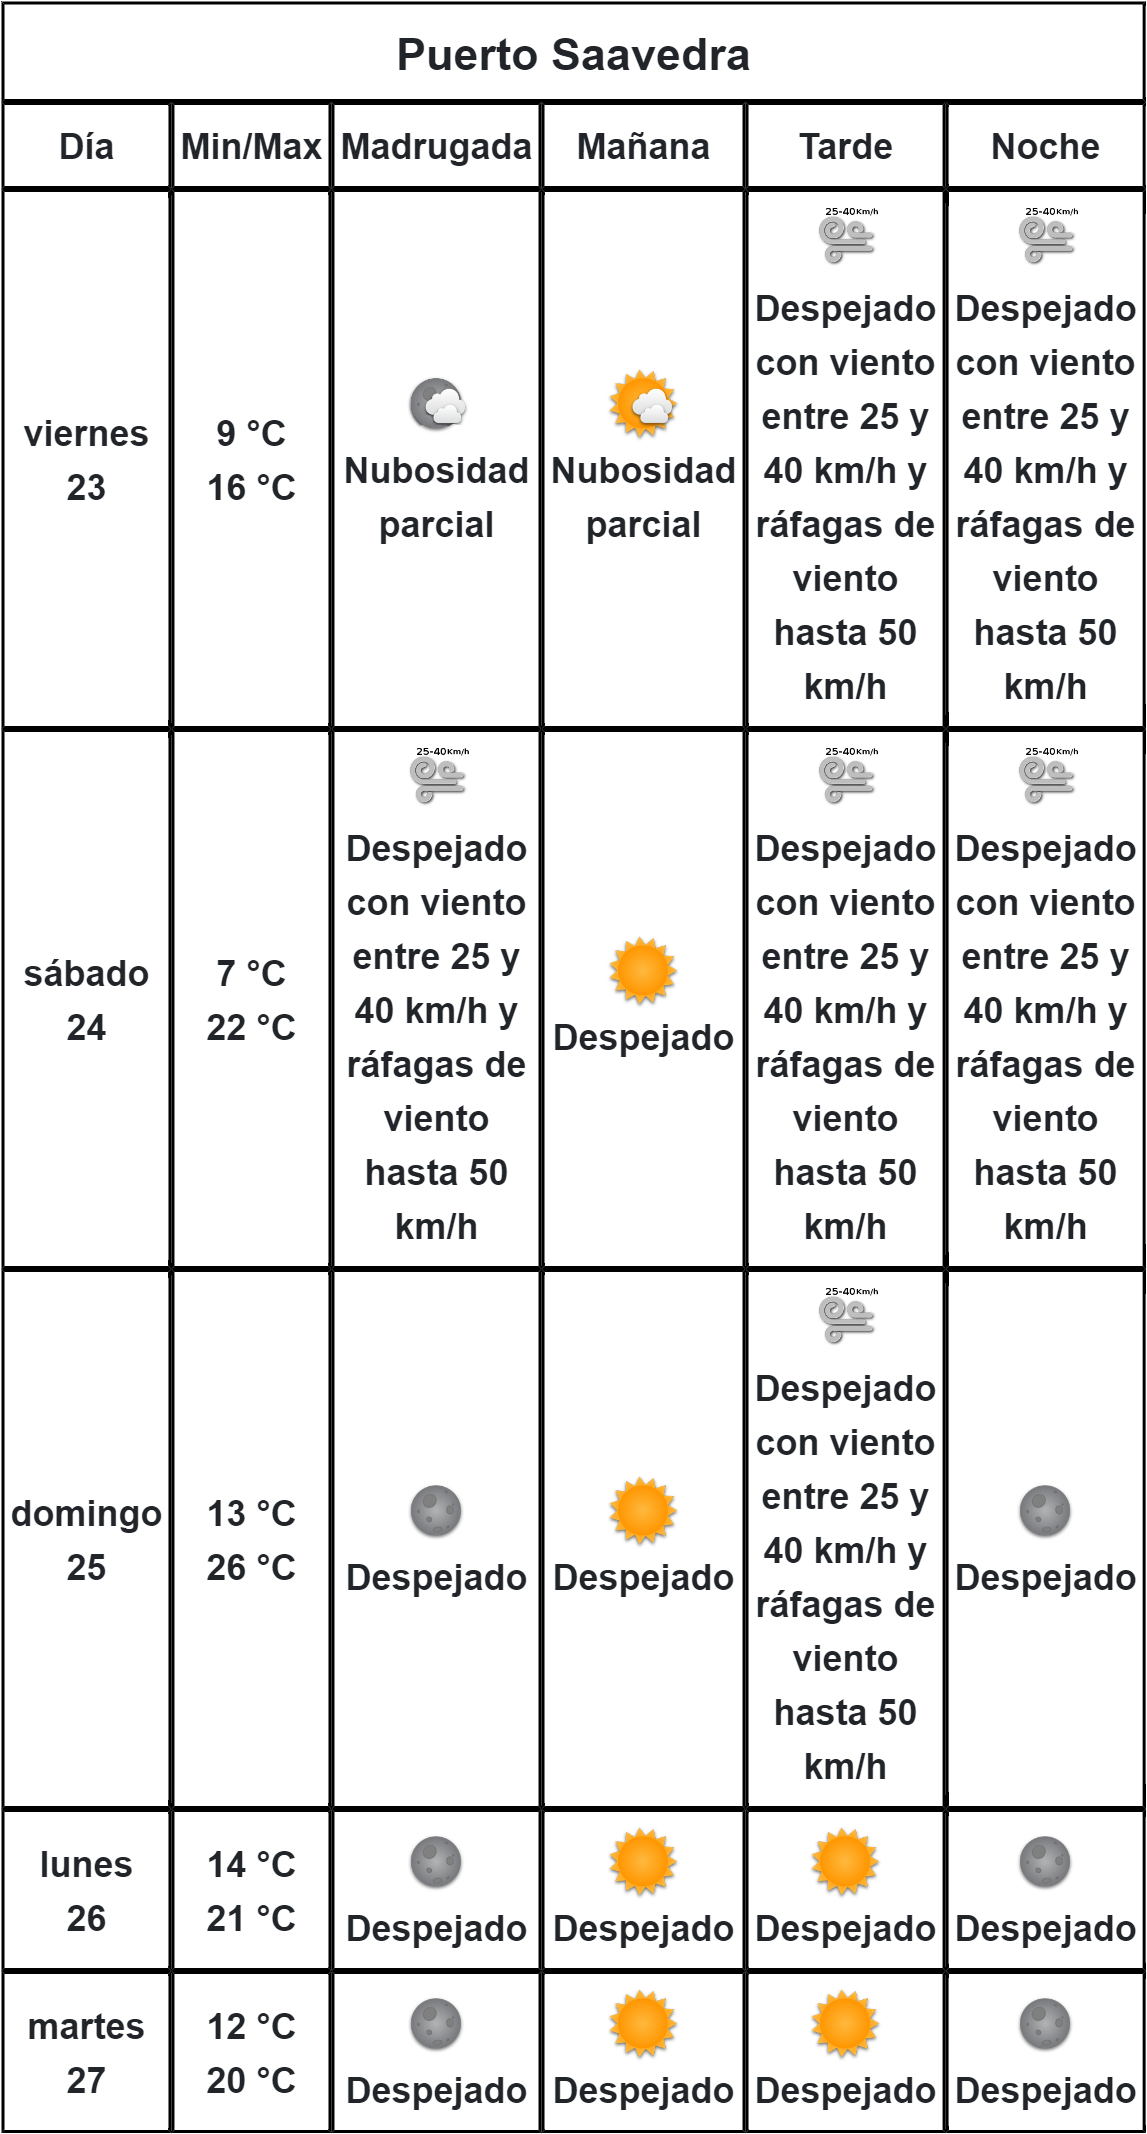 Puerto Saavedra
Día Min/Max Madrugada Mañana Tarde Noche
viernes
23
9 °C
16 °C
Nubosidad
parcial
Nubosidad
parcial
25-40Km/h
Despejado
con viento
entre 25 y
40 km/h y
ráfagas de
viento
hasta 50
km/h
25-40Km/h
Despejado
con viento
entre 25 y
40 km/h y
ráfagas de
viento
hasta 50
km/h
sábado
24
7 °C
22 °C
25-40Km/h
Despejado
con viento
entre 25 y
40 km/h y
ráfagas de
viento
hasta 50
km/h
Despejado
25-40Km/h
Despejado
con viento
entre 25 y
40 km/h y
ráfagas de
viento
hasta 50
km/h
25-40Km/h
Despejado
con viento
entre 25 y
40 km/h y
ráfagas de
viento
hasta 50
km/h
domingo
25
13 °C
26 °C
Despejado
Despejado
25-40Km/h
Despejado
con viento
entre 25 y
40 km/h y
ráfagas de
viento
hasta 50
km/h
Despejado
lunes
26
14 °C
21 °C
Despejado
Despejado
Despejado
Despejado
martes
27
12 °C
20 °C
Despejado
Despejado
Despejado
Despejado